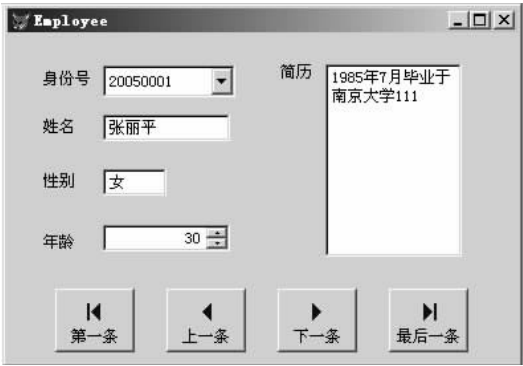 Employee
身份号 20050001
姓名 张丽平
性别 女
年龄 30
简历 1985年7月毕业于
南京大学111
第一条 上一条 下一条 最后一条